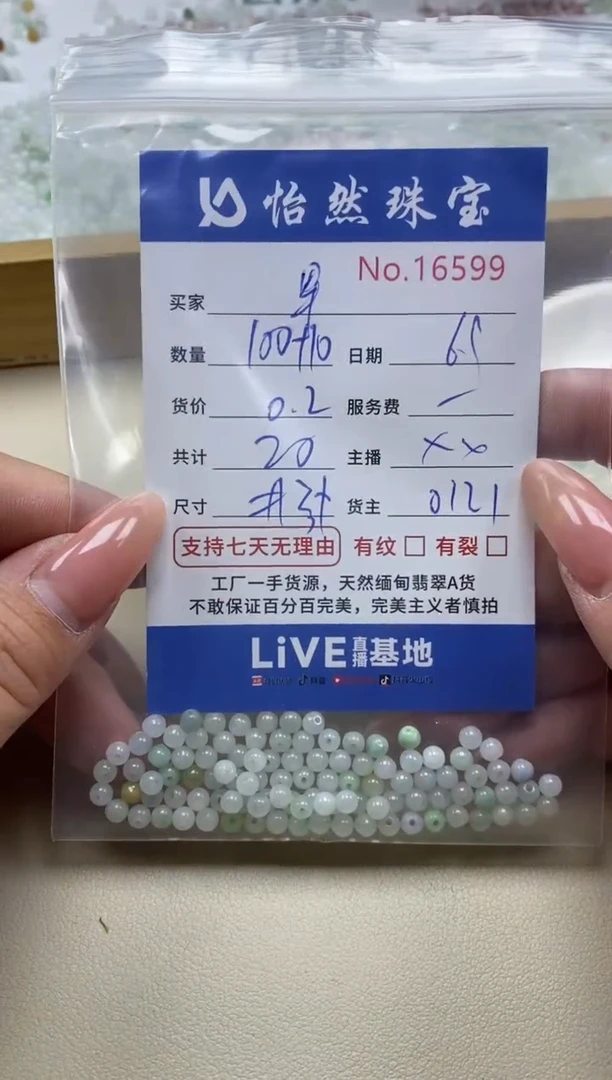 怡然珠宝
No.16599
买家
数量 100+10 日期 6.5
货价 0.2 服务费 —
共计 20 主播 xx
尺寸 货主 0121
支持七天无理由 有纹 □ 有裂 □
工厂一手货源，天然缅甸翡翠A货
不敢保证百分百完美，完美主义者慎拍
LiVE直播基地